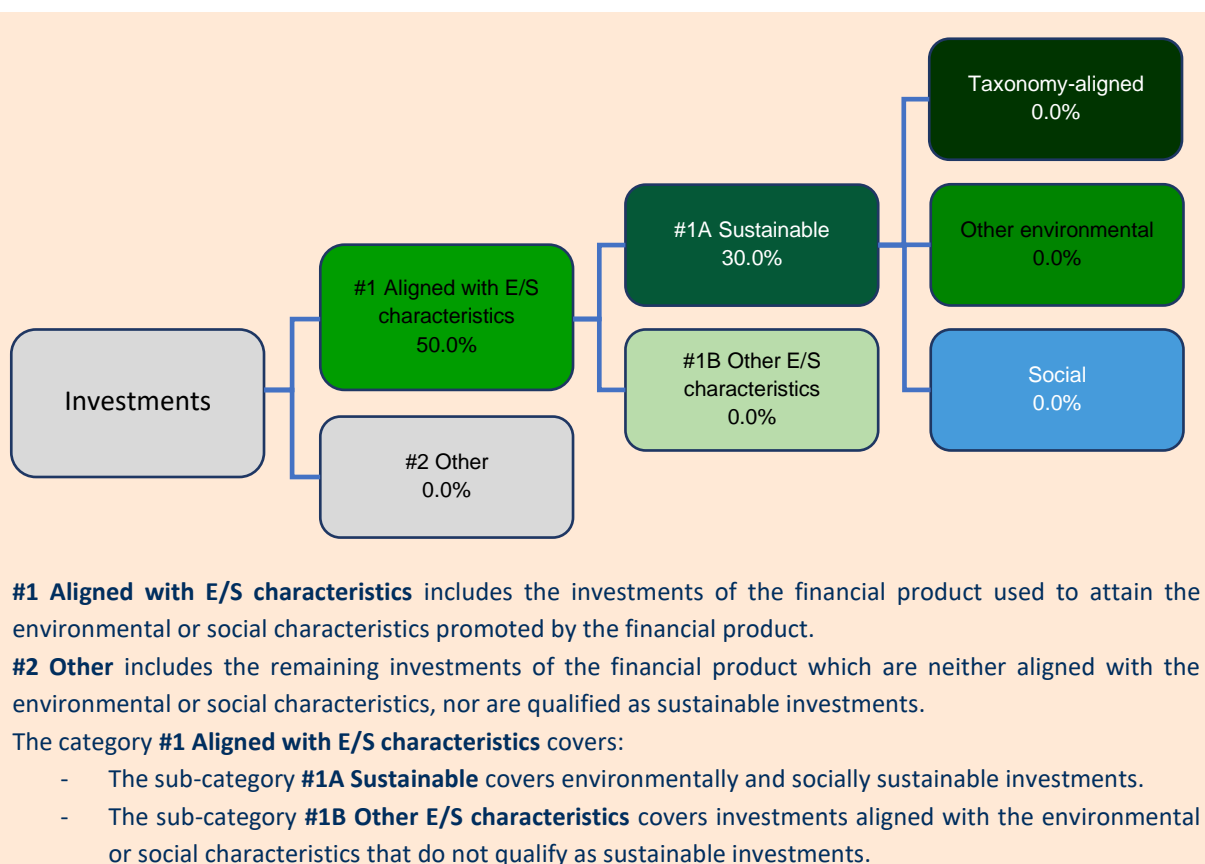 Taxonomy-aligned
0.0%
#1A Sustainable
30.0%
Other environmental
0.0%
#1 Aligned with E/S
characteristics
50.0%
Investments
#1B Other E/S
characteristics
0.0%
Social
0.0%
#2 Other
0.0%
#1 Aligned with E/S characteristics includes the investments of the financial product used to attain the
environmental or social characteristics promoted by the financial product.
#2 Other includes the remaining investments of the financial product which are neither aligned with the
environmental or social characteristics, nor are qualified as sustainable investments.
The category #1 Aligned with E/S characteristics covers:
- The sub-category #1A Sustainable covers environmentally and socially sustainable investments.
- The sub-category #1B Other E/S characteristics covers investments aligned with the environmental
or social characteristics that do not qualify as sustainable investments.